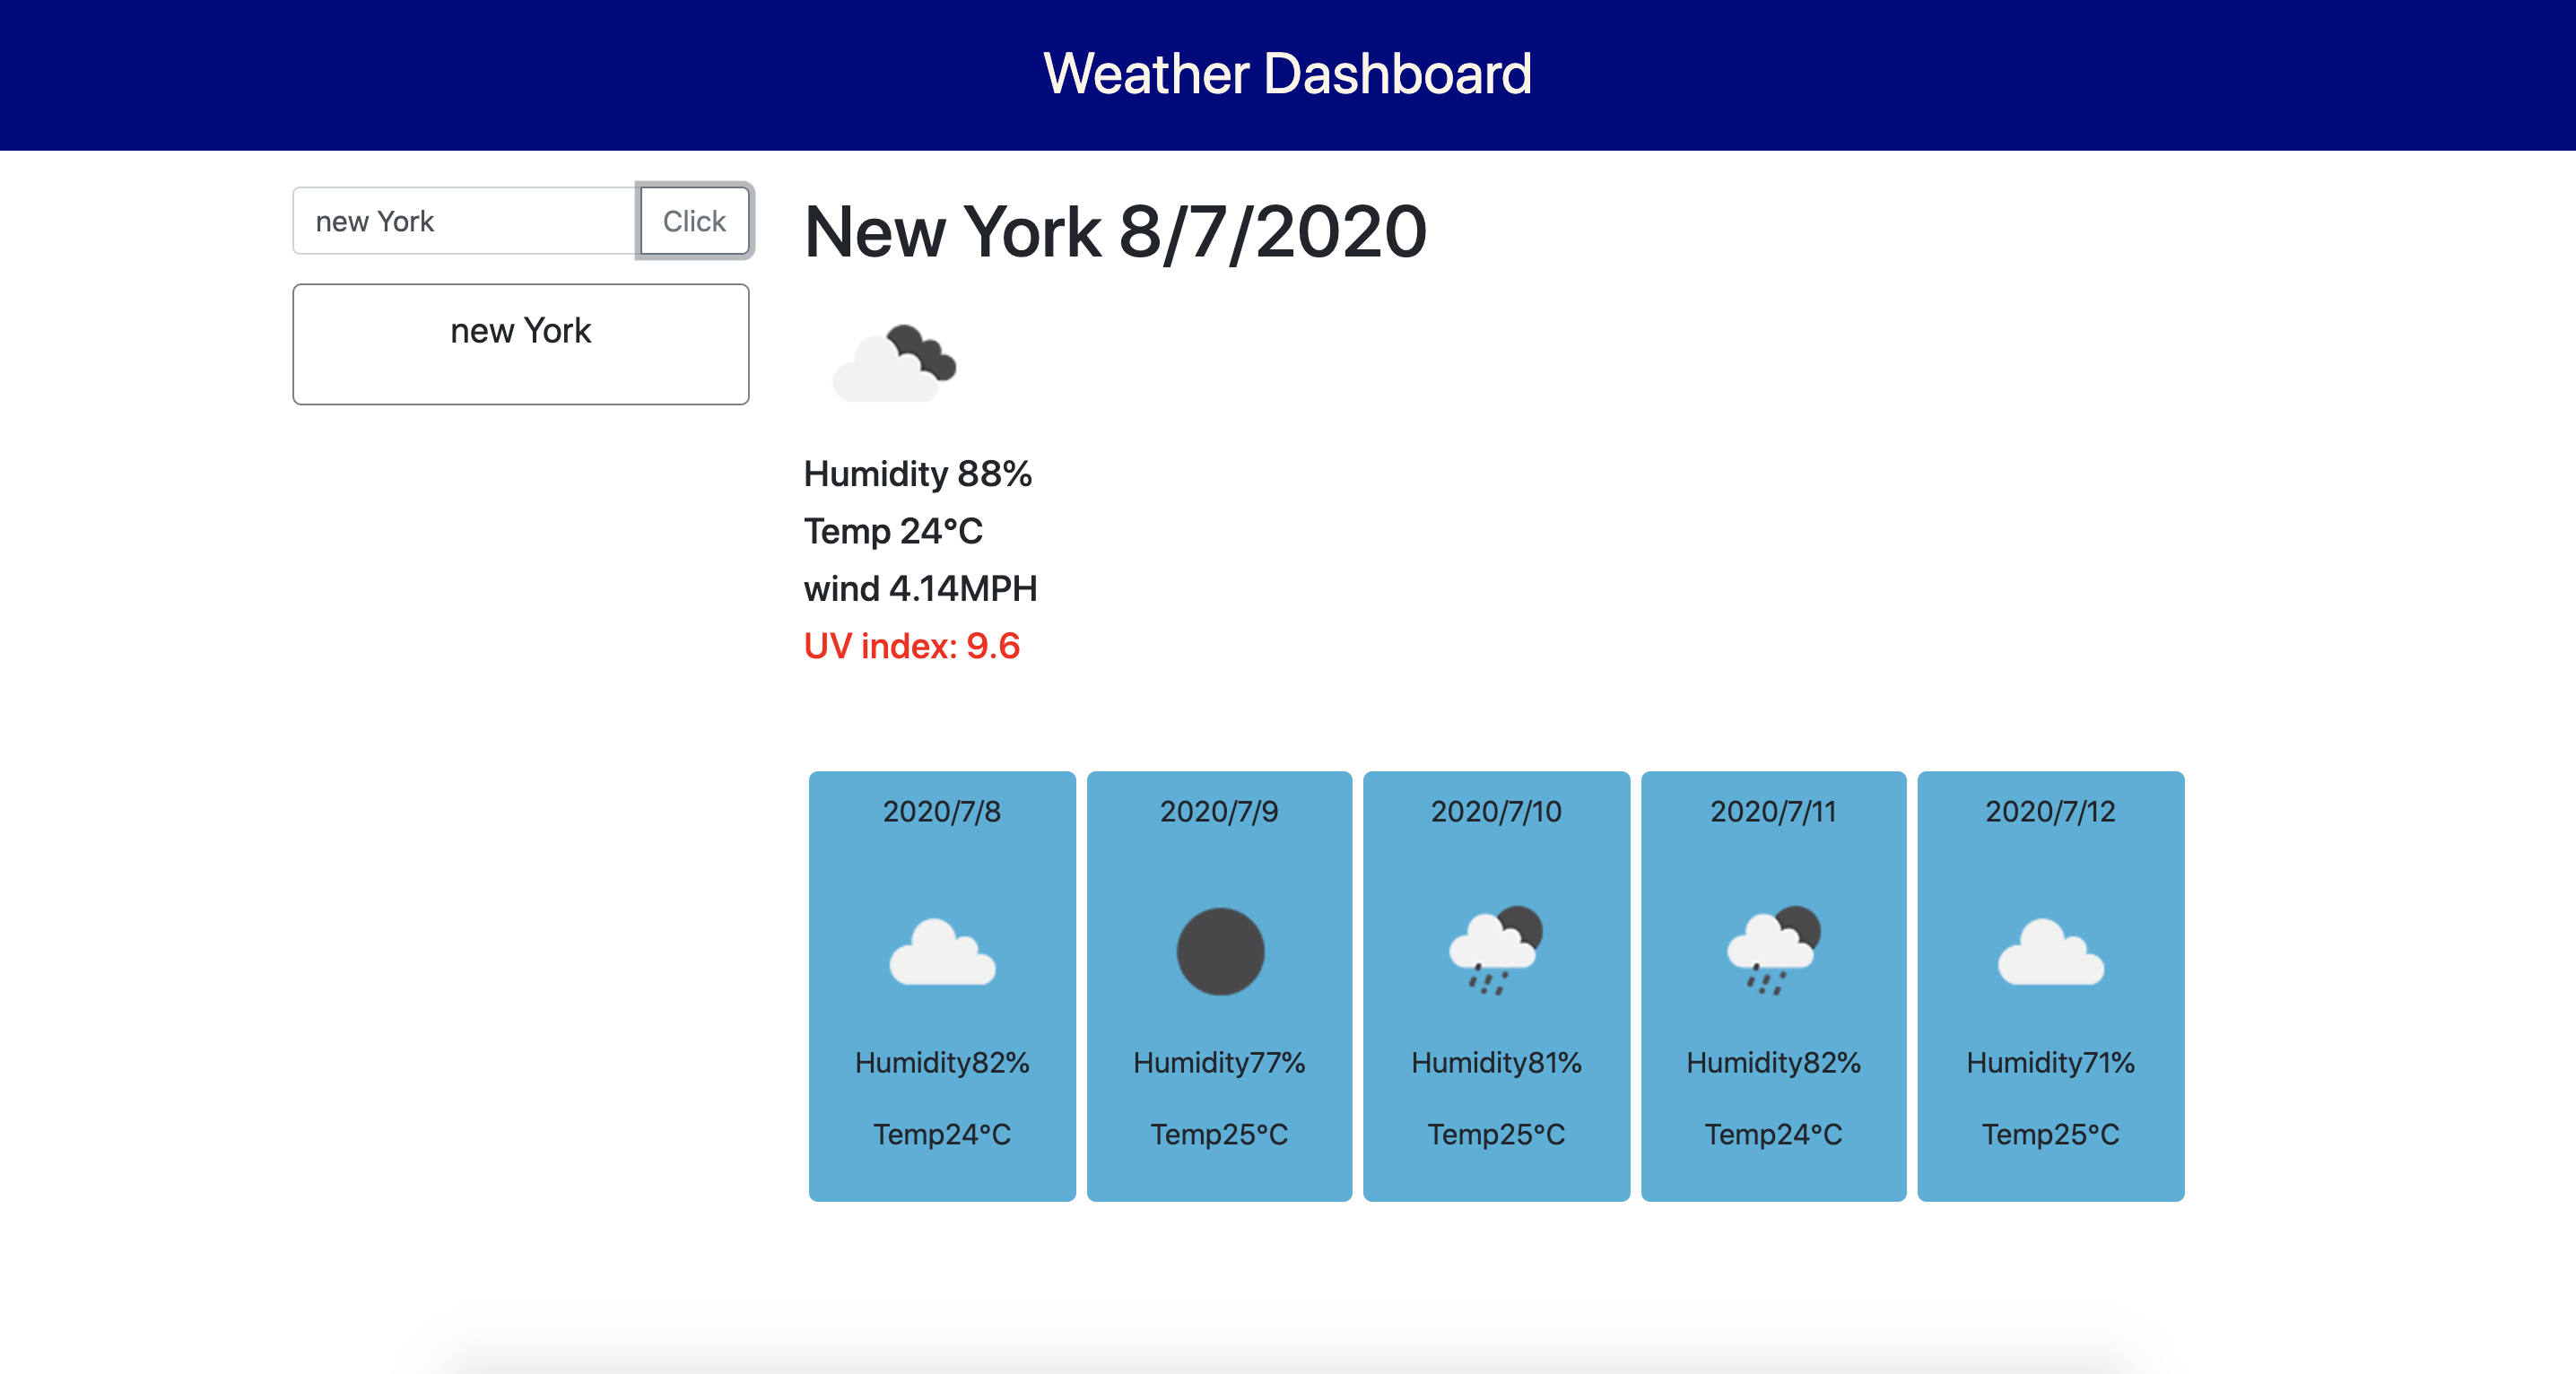 Weather Dashboard
new York
Click
new York
New York 8/7/2020
Humidity 88%
Temp 24°C
wind 4.14MPH
UV index: 9.6
2020/7/8
Humidity82%
Temp24°C
2020/7/9
Humidity77%
Temp25°C
2020/7/10
Humidity81%
Temp25°C
2020/7/11
Humidity82%
Temp24°C
2020/7/12
Humidity71%
Temp25°C